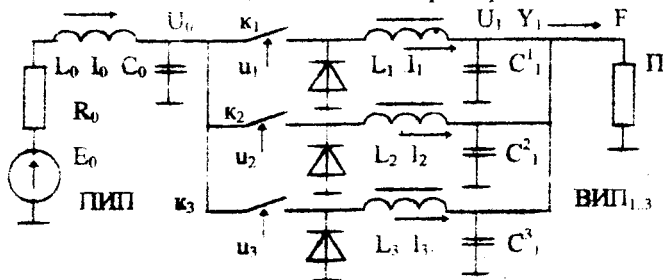 U₀ к₁ U₁ Y₁ F
L₀ I₀ C₀ u₁ L₁ I₁ C¹₁ П
R₀ к₂
E₀ u₂ L₂ I₂ C²₁
ПИП к₃ ВИП₁..₃
u₃ L₃ I₃ C³₁